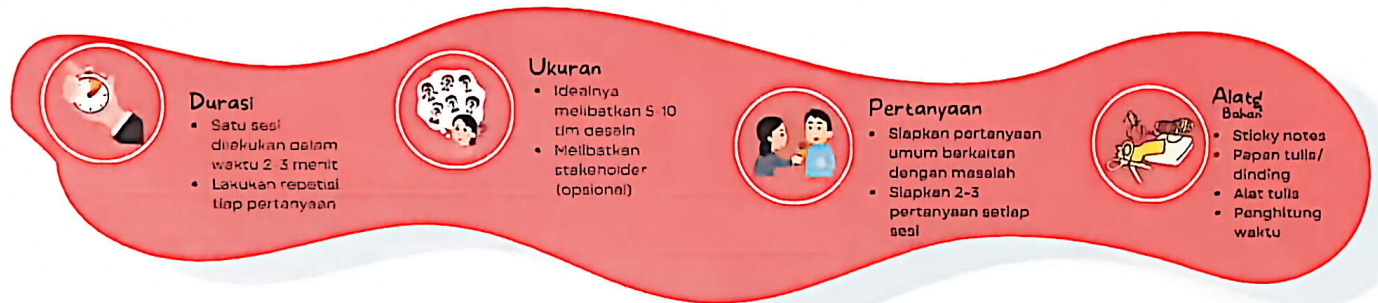 Durasi
• Satu sesi
dilakukan dalam
waktu 2-3 menit
• Lakukan repetisi
tiap pertanyaan
Ukuran
• Idealnya
melibatkan 5-10
tim desain
• Melibatkan
stakeholder
(opsional)
Pertanyaan
• Siapkan pertanyaan
umum berkaitan
dengan masalah
• Siapkan 2-3
pertanyaan setiap
sesi
Alat &
Bahan
• Sticky notes
• Papan tulis/
dinding
• Alat tulis
• Penghitung
waktu